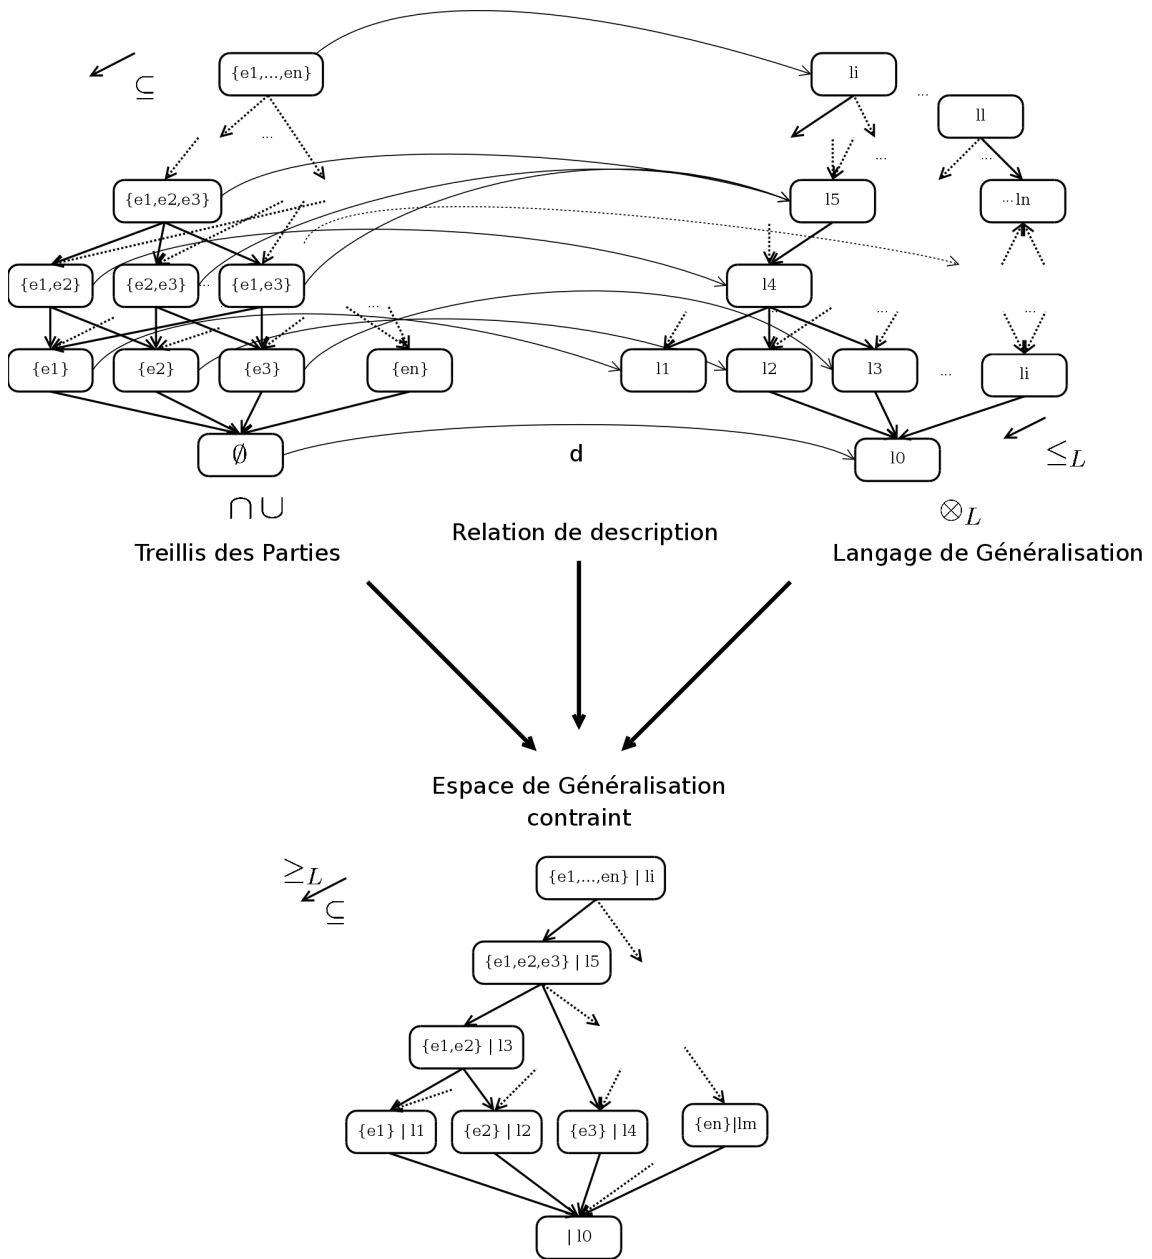 {e1,...,en}
li
⊆
...
ll
...
...
...
{e1,e2,e3}
l5
...ln
{e1,e2}
{e2,e3}
...
{e1,e3}
l4
...
...
...
...
{e1}
{e2}
{e3}
{en}
l1
l2
l3
...
li
∅
d
l0
≤L
∩∪
⊗L
Relation de description
Treillis des Parties
Langage de Généralisation
Espace de Généralisation
contraint
≥L
⊆
{e1,...,en} | li
{e1,e2,e3} | l5
{e1,e2} | l3
{e1} | l1
{e2} | l2
{e3} | l4
{en}|lm
| l0